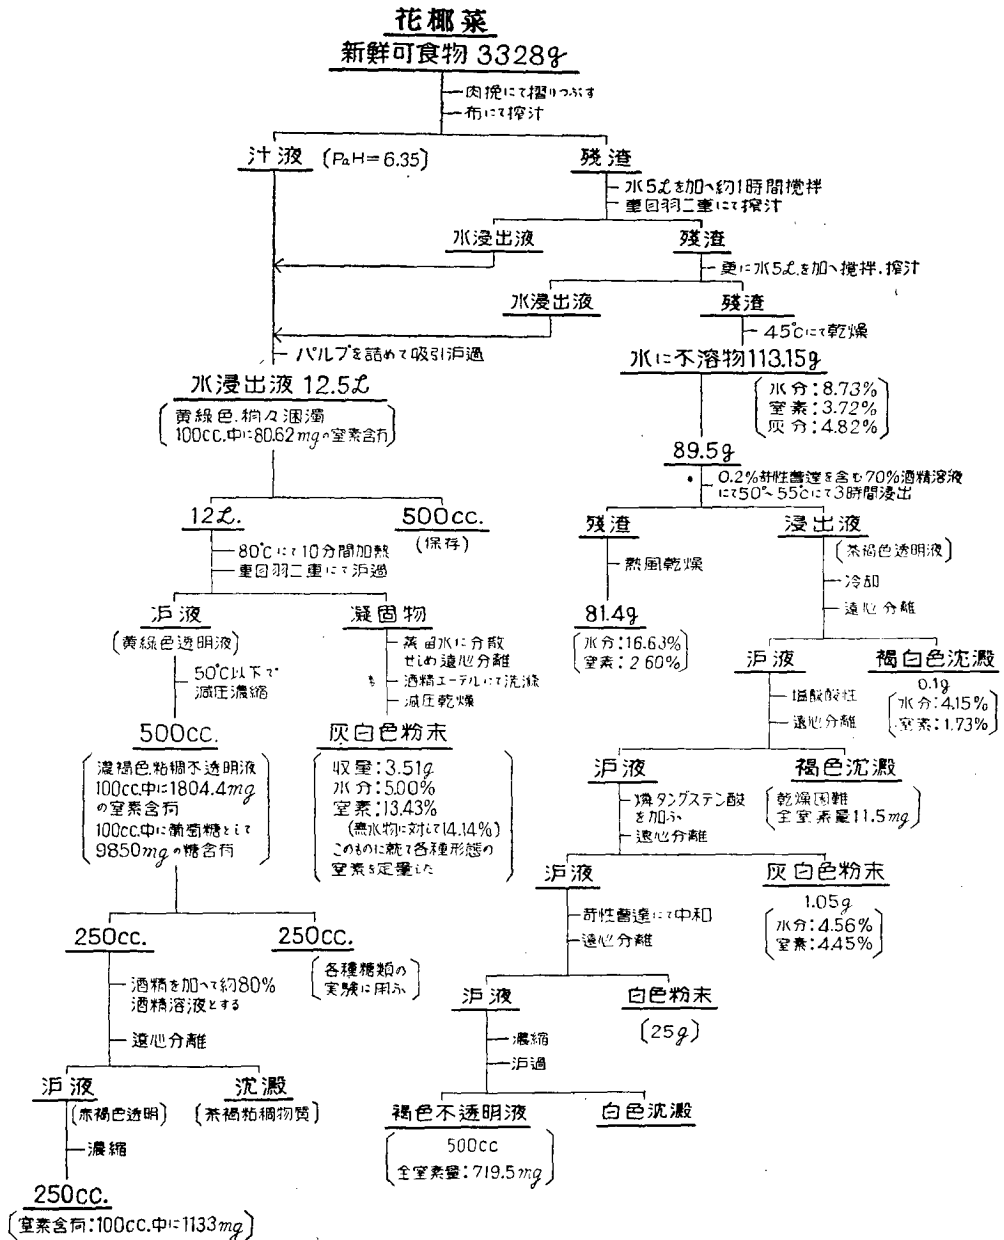 花椰菜
新鮮可食物 3328g
肉挽にて摺りつぶす
布にて搾汁
汁液 (PaH=6.35)
残渣
水5Lを加へ約1時間攪拌
重目羽二重にて搾汁
水浸出液
残渣
更に水5L.を加へ攪拌.搾汁
水浸出液
残渣
45℃にて乾燥
パルプを詰めて吸引沪過
水に不溶物113.15g
水分:8.73%
窒素:3.72%
灰分:4.82%
水浸出液 12.5L
黄緑色.稍々溷濁
100cc.中に80.62mgの窒素含有
89.5g
0.2%苛性曹達を含む70%酒精溶液
にて50°~55℃にて3時間浸出
12L.
500cc.
(保存)
80℃にて10分間加熱
重目羽二重にて沪過
残渣
熱風乾燥
81.4g
水分:16.63%
窒素:2.60%
浸出液
(茶褐色透明液)
冷却
遠心分離
沪液
(黄緑色透明液)
50℃以下で
減圧濃縮
凝固物
蒸留水に分散
せしめ遠心分離
酒精エーテルにて洗滌
減圧乾燥
沪液
塩酸酸性
遠心分離
褐白色沈澱
0.1g
水分:4.15%
窒素:1.73%
500cc.
濃褐色.粘稠不透明液
100cc.中に1804.4mg
の窒素含有
100cc.中に葡萄糖として
9850mgの糖含有
灰白色粉末
収量:3.51g
水分:5.00%
窒素:13.43%
(無水物に対して14.14%)
このものに就て各種形態の
窒素を定量した
沪液
燐タングステン酸
を加ふ
遠心分離
褐色沈澱
乾燥困難
全窒素量11.5mg
沪液
苛性曹達にて中和
遠心分離
灰白色粉末
1.05g
水分:4.56%
窒素:4.45%
250cc.
酒精を加へて約80%
酒精溶液とする
遠心分離
250cc.
各種糖類の
実験に用ふ
沪液
濃縮
沪過
白色粉末
(25g)
沪液
(赤褐色透明)
濃縮
沈澱
(茶褐粘稠物質)
褐色不透明液
500cc
全窒素量:719.5mg
白色沈澱
250cc.
(窒素含有:100cc.中に1133mg)